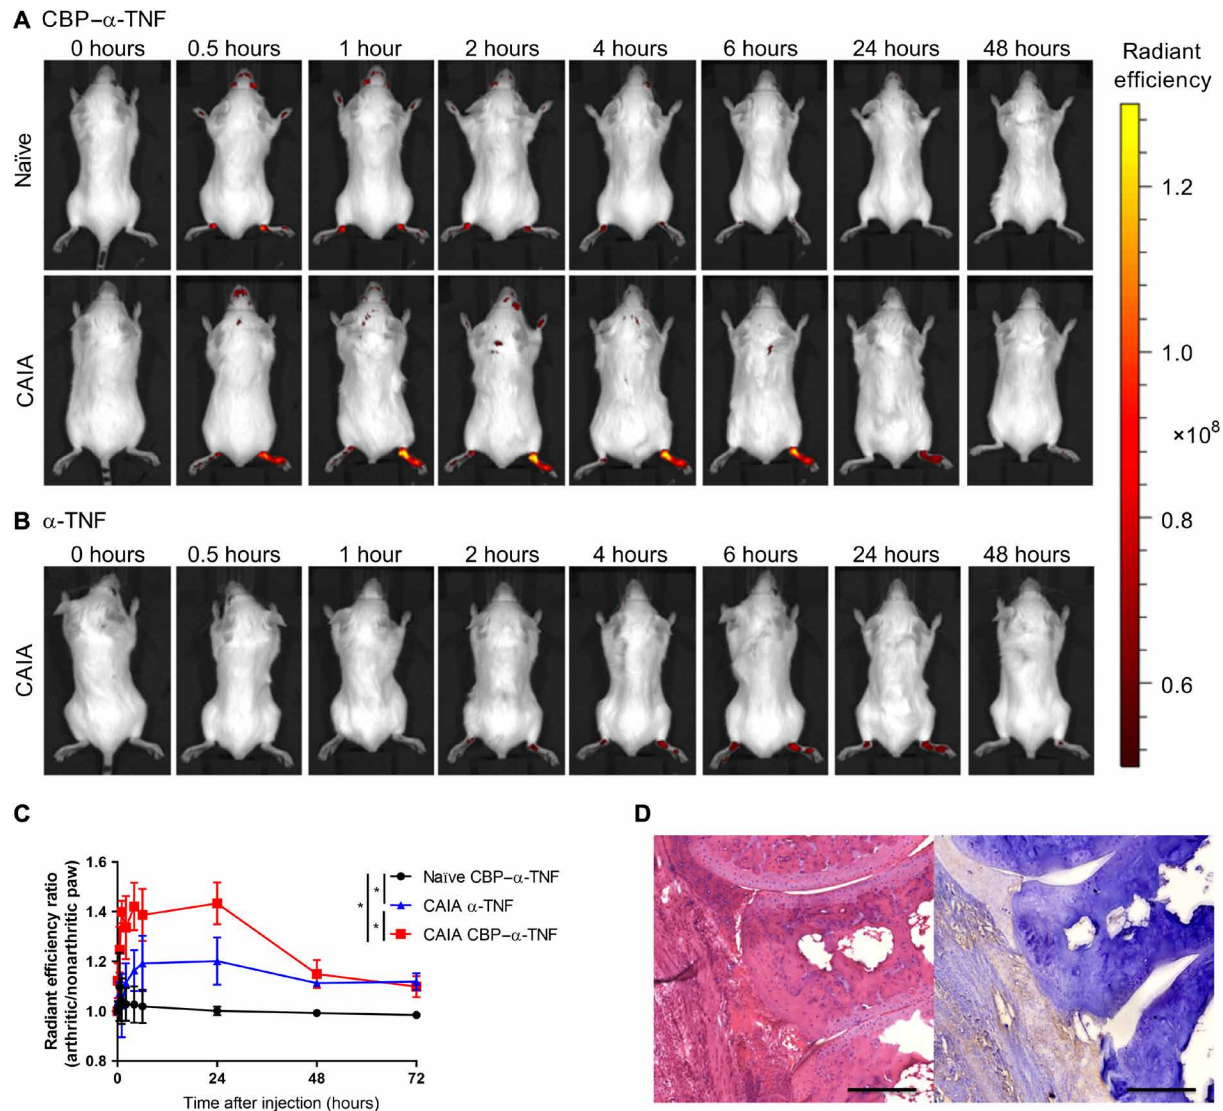 A CBP–α-TNF
0 hours 0.5 hours 1 hour 2 hours 4 hours 6 hours 24 hours 48 hours
Radiant
efficiency
Naïve
CAIA
1.2
1.0
×10⁸
0.8
0.6
B α-TNF
0 hours 0.5 hours 1 hour 2 hours 4 hours 6 hours 24 hours 48 hours
CAIA
C
Radiant efficiency ratio
(arthritic/nonarthritic paw)
1.6
1.4
1.2
1.0
0.8
0 24 48 72
Time after injection (hours)
* * *
Naïve CBP–α-TNF
CAIA α-TNF
CAIA CBP–α-TNF
D